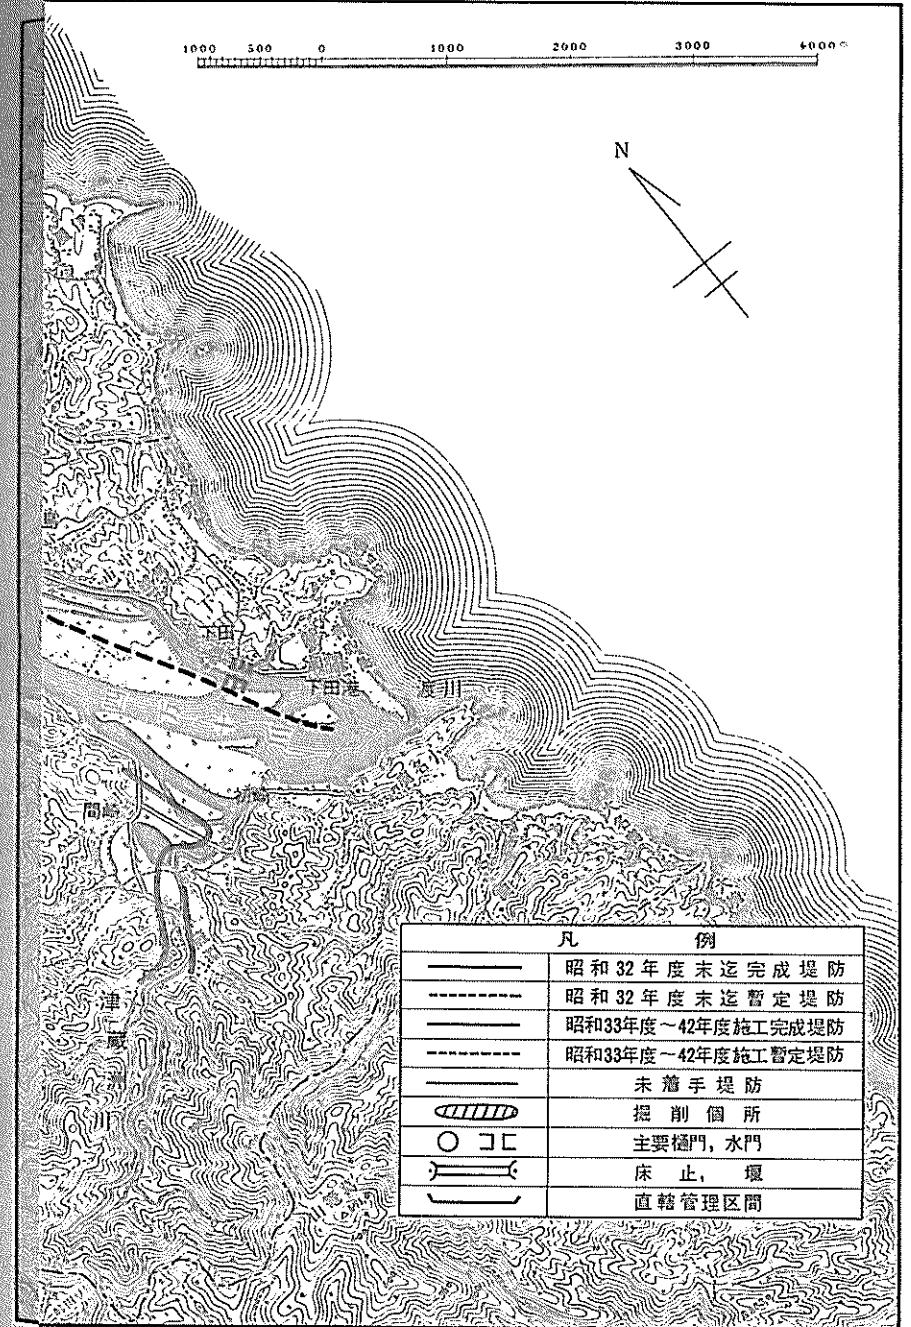 1000 500 0 1000 2000 3000 4000
N
下田
下田港
渡川
名鹿
初崎
間崎
津蔵渕川
凡 例
昭和32年度末迄完成堤防
昭和32年度末迄暫定堤防
昭和33年度~42年度施工完成堤防
昭和33年度~42年度施工暫定堤防
未着手堤防
掘削個所
主要樋門,水門
床止, 堰
直轄管理区間